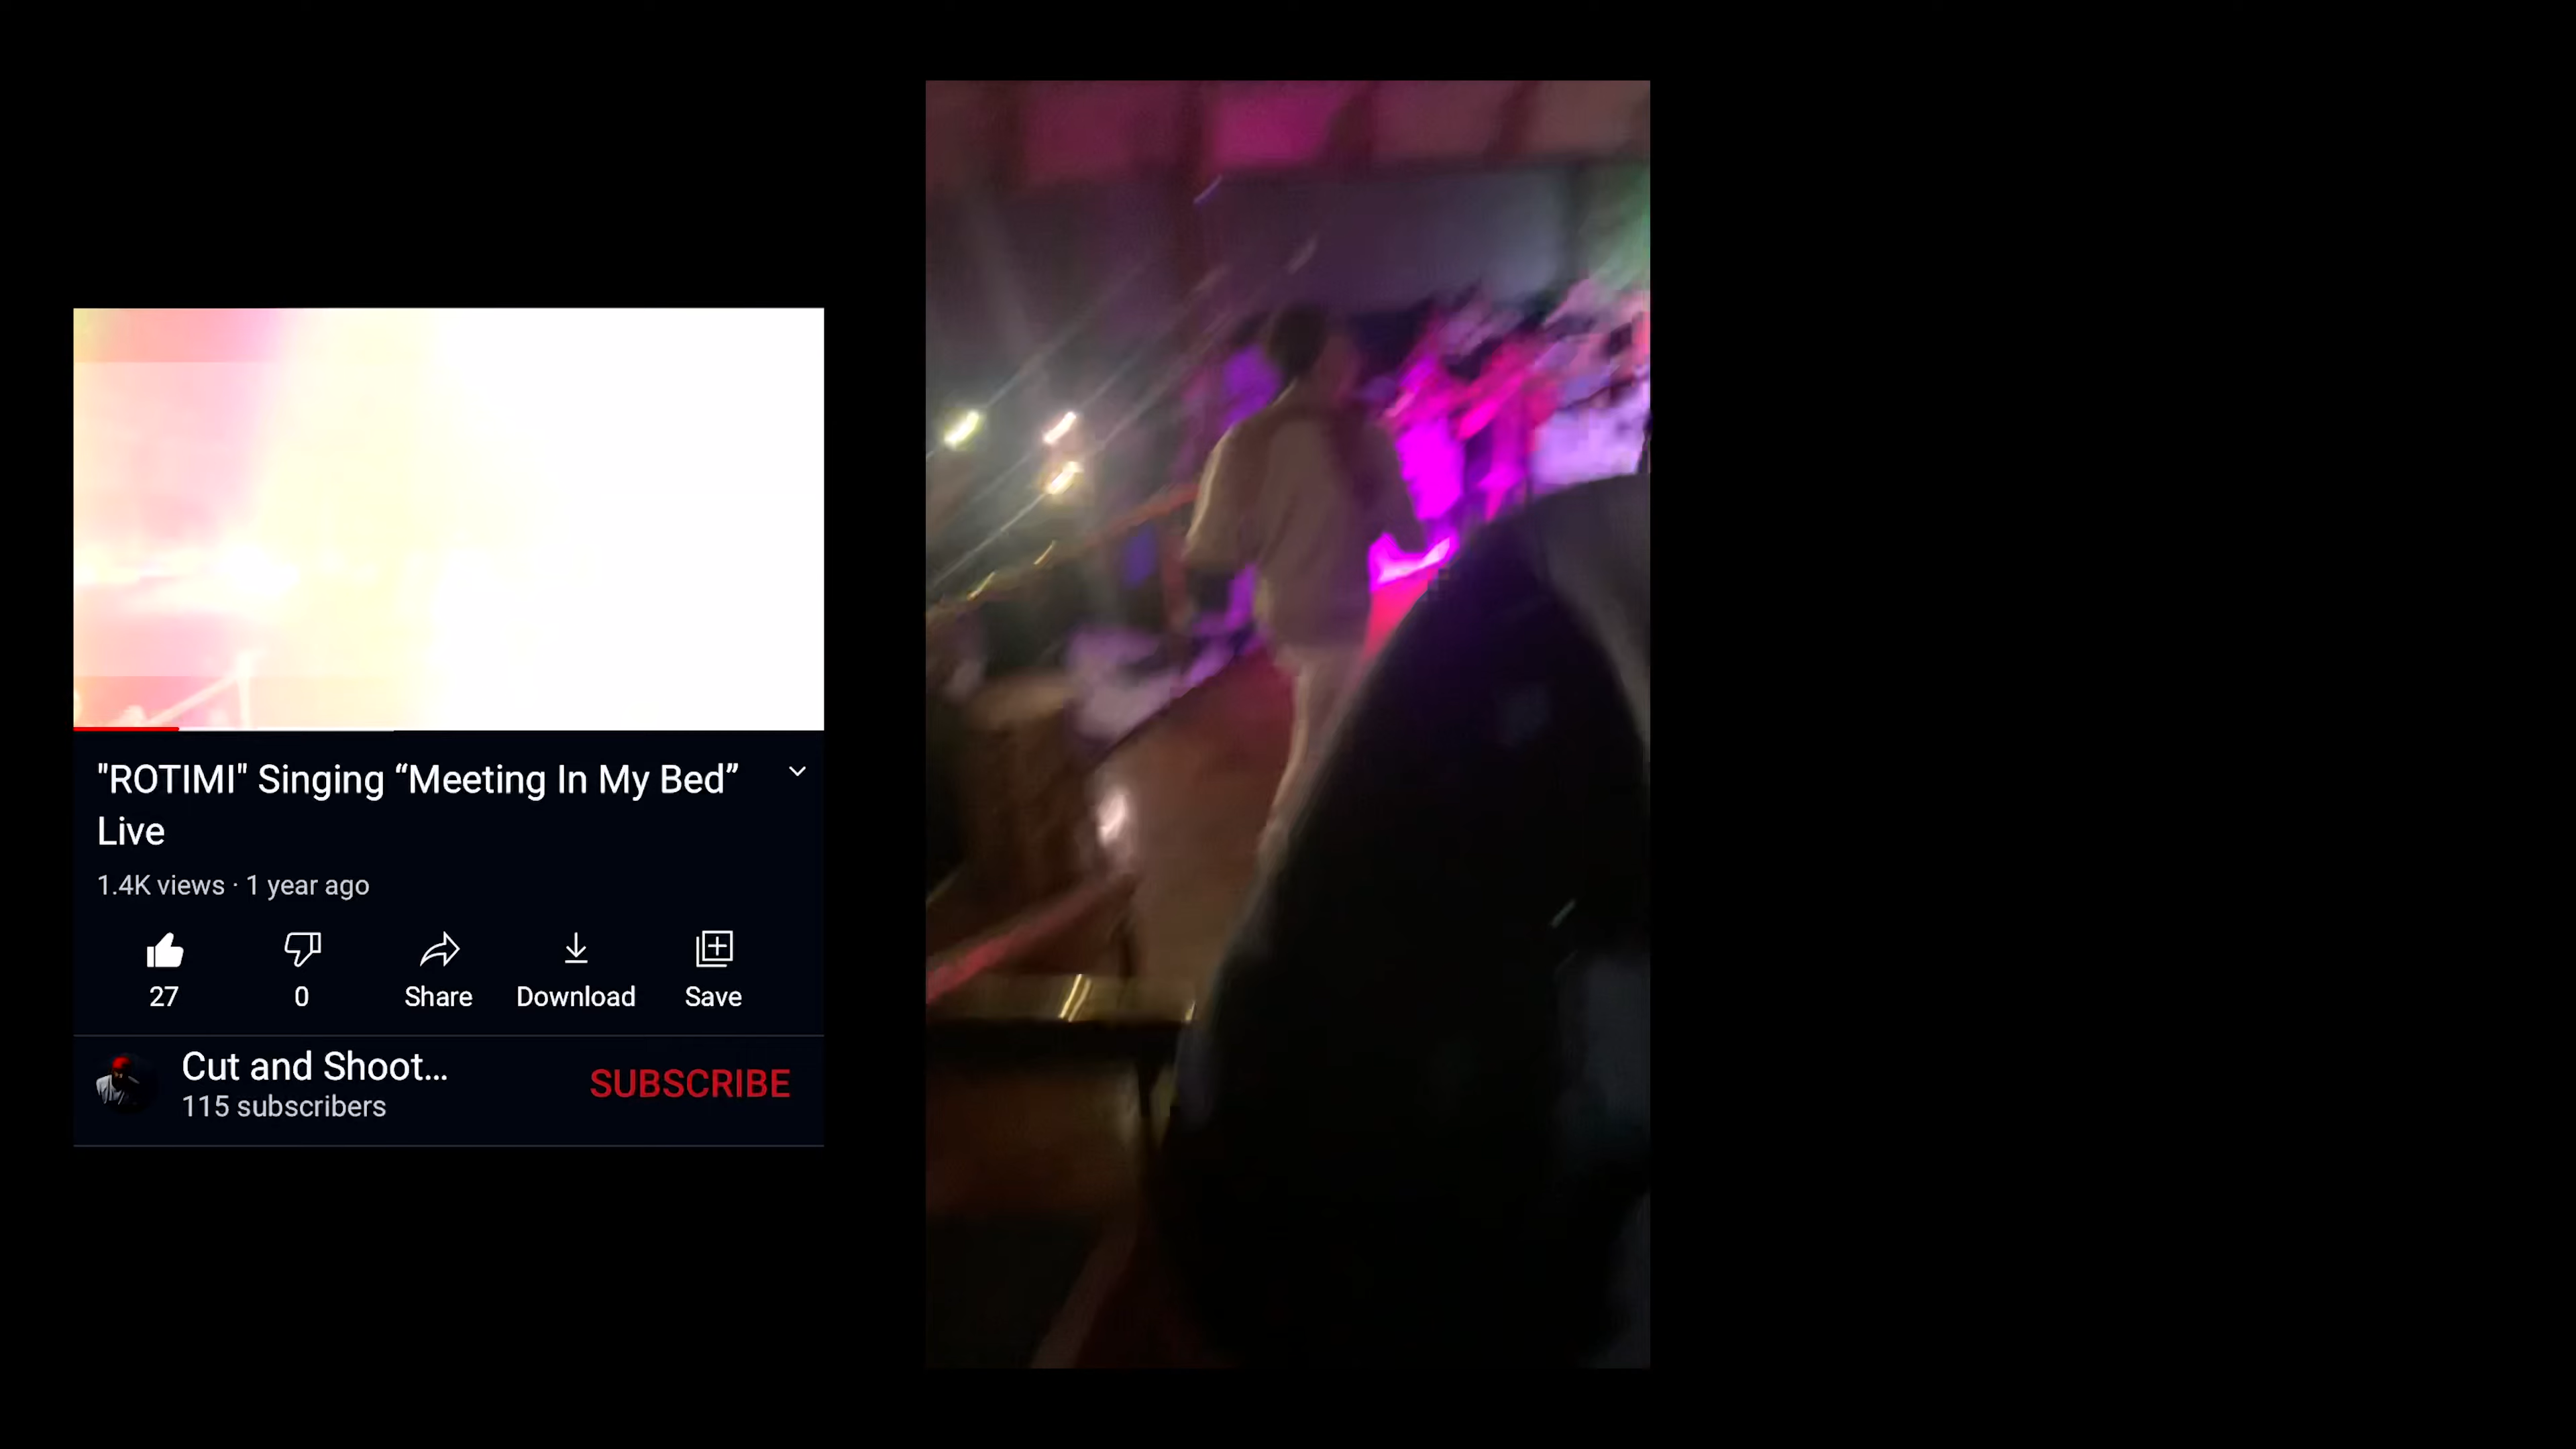 "ROTIMI" Singing “Meeting In My Bed”
Live
1.4K views · 1 year ago
27
0
Share
Download
Save
Cut and Shoot...
115 subscribers
SUBSCRIBE